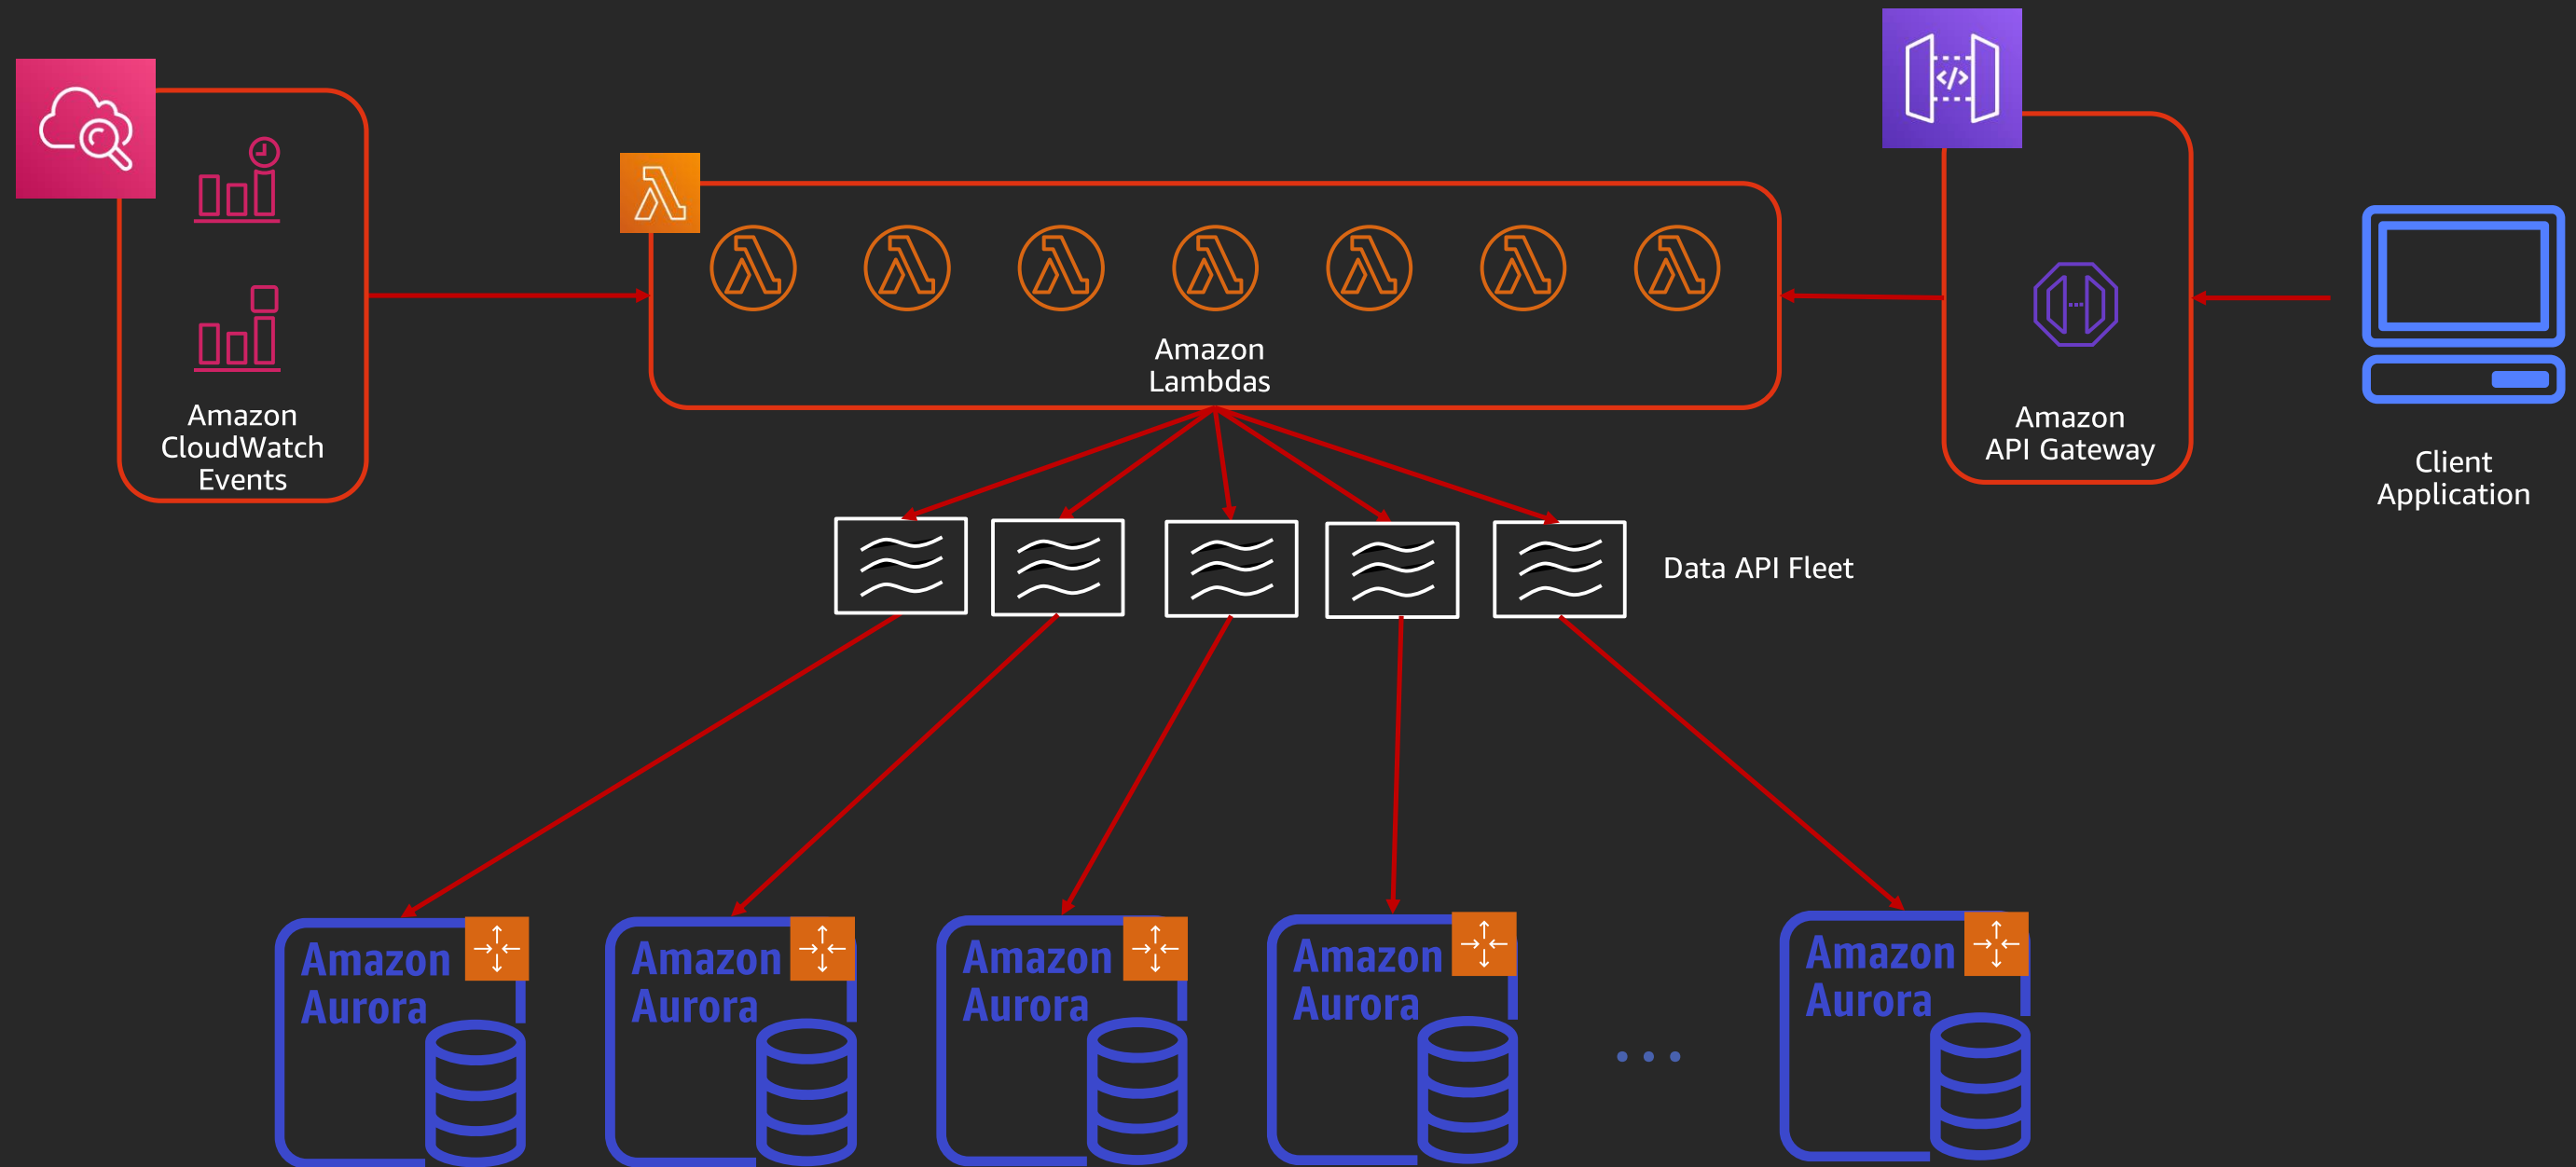 Amazon
CloudWatch
Events
Amazon
Lambdas
Amazon
API Gateway
Client
Application
Data API Fleet
Amazon
Aurora
Amazon
Aurora
Amazon
Aurora
Amazon
Aurora
...
Amazon
Aurora